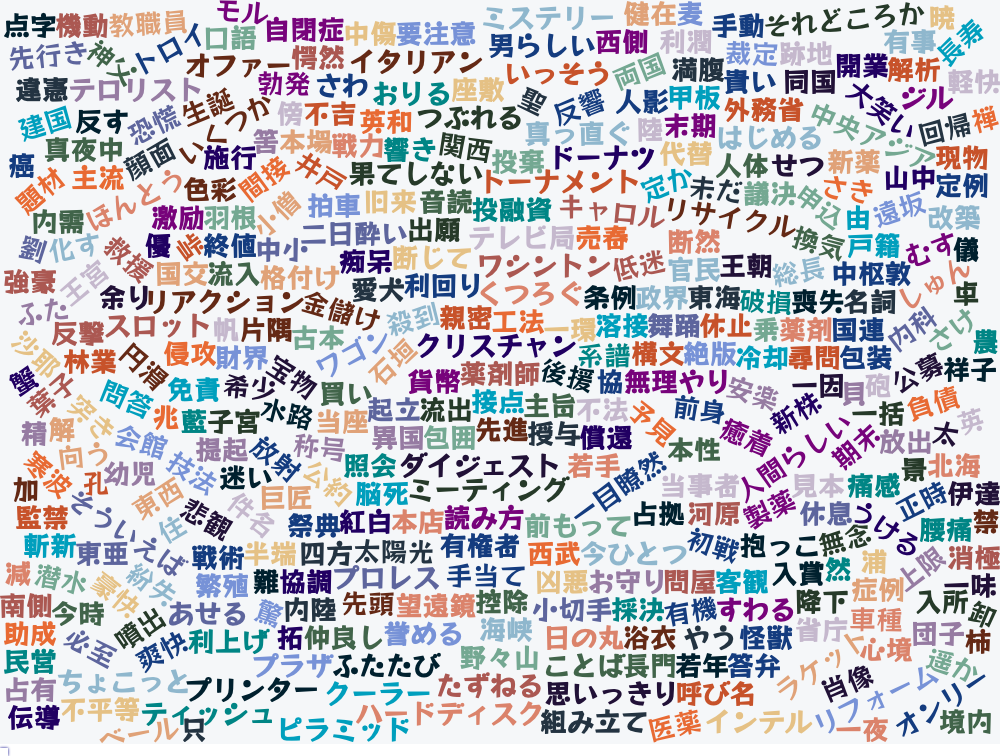 点字 機動 教職員 モル 自閉症 中傷 要注意 ミステリー 健在 麦 手動 それどころか 暁
先行き 神父 トロイ 口語 オファー 愕然 イタリアン 男らしい 西側 利潤 裁定 跡地 有事 長寿
違憲 テロリスト 勃発 さわ おりる 座敷 いっそう 両国 満腹 貴い 同国 開業 解析 軽快
建国 反す 恐慌 生誕 くつか 傍 不吉 英和 つぶれる 聖 反響 人影 甲板 外務省 大笑い ジル
癌 真夜中 顔面 い 施行 答 本場 戦力 響き 関西 投棄 真っ直ぐ 陸 末期 はじめる 中央アジア 回帰 禅
題材 主流 ほんとう 色彩 間接 井戸 果てしない ドーナツ 代替 人体 せつ 新薬 現物
内需 激励 羽根 小僧 拍車 旧来 音読 投融資 トーナメント 定か 未だ 議決 申込 さき 山中 定例
劉 化す 救援 優 峠 終値 中小 二日酔い 出願 テレビ局 キャロル 売春 リサイクル 断然 換気 由 戸籍 遠坂 改築
強豪 王宮 国交 流入 格付け 痴呆 断じて ワシントン 低迷 官民 王朝 総長 中枢 敦 むす 儀
ふた 余り リアクション 金儲け 愛犬 利回り くつろぐ 条例 政界 東海 破損 喪失 名詞 しゅん 卓
反撃 スロット 帆 片隅 古本 殺到 親密 工法 一環 溶接 舞踊 休止 乗 薬剤 国連 内科 さけ 農
沙耶 林業 円滑 侵攻 財界 宝物 ワゴン 石垣 クリスチャン 系譜 構文 絶版 冷却 尋問 包装
蟹 葉子 問答 免責 希少 買い 貨幣 薬剤師 後援 協 無理やり 安楽 一因 貝 砲 公募 祥子
突き 兆 藍 子宮 水路 当座 起立 流出 接点 主旨 不法 予見 前身 新株 一括 負債
精 解 会館 提起 放射 称号 異国 包囲 先進 授与 償還 本性 癒着 人間らしい 期末 放出 太 英
寒波 向う 孔 幼児 技法 迷い 公約 照会 ダイジェスト 若手 一目瞭然 当事者 見本 痛感 景 北海
加 そういえば 東西 悲観 件名 巨匠 脳死 ミーティング 占拠 河原 製薬 休息 うける 正時 伊達
監禁 住 祭典 紅白 本店 読み方 前もって 初戦 抱っこ 無念 腰痛 禁
斬新 東亜 戦術 半端 四方 太陽光 有権者 西武 今ひとつ 浦 上限 消極
減 潜水 豪快 紛失 繁殖 難 協調 プロレス 手当て 凶悪 お守り 問屋 客観 入賞 然 症例 一味
南側 今時 噴出 あせる 驚 内陸 先頭 望遠鏡 控除 小切手 採決 有機 すわる 降下 入所 卸
助成 必至 爽快 利上げ 拓 仲良し 誉める 海峡 日の丸 浴衣 やう 怪獣 省庁 車種 団子 柿
民営 プラザ ふたたび 野々山 ことば 長門 若年 答弁 ラケット 心境 遥か
占有 ちょこっと プリンター クーラー たずねる 思いっきり 呼び名 肖像 リフォーム オンリー
伝導 不平等 ティッシュ ハードディスク 組み立て 医薬 インテル 一夜 境内
ベール 只 ピラミッド